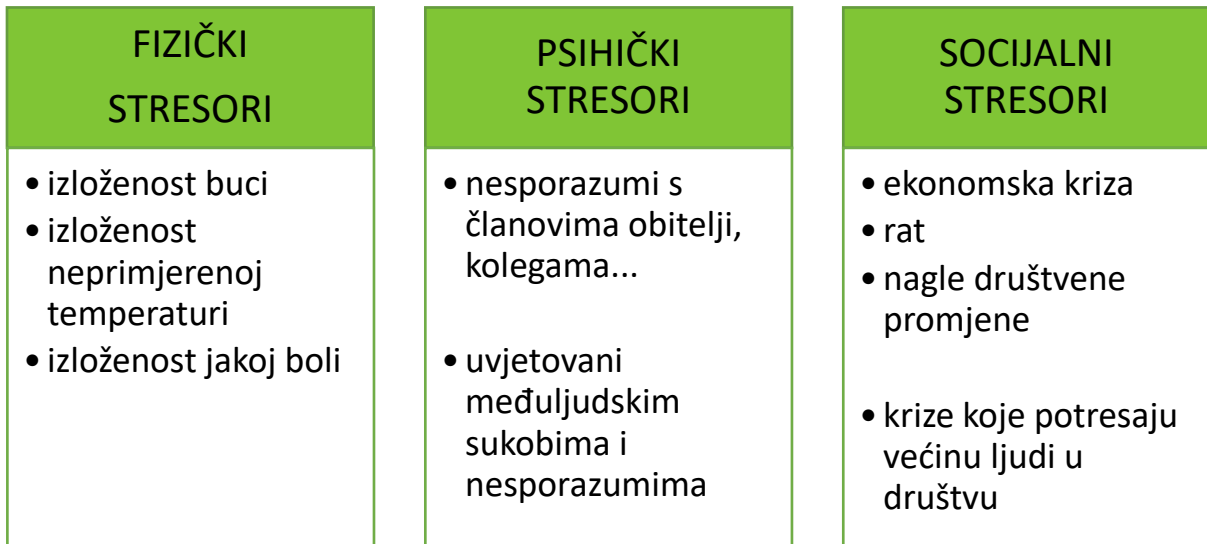 FIZIČKI
STRESORI
• izloženost buci
• izloženost
neprimjerenoj
temperaturi
• izloženost jakoj boli
PSIHIČKI
STRESORI
• nesporazumi s
članovima obitelji,
kolegama...
• uvjetovani
međuljudskim
sukobima i
nesporazumima
SOCIJALNI
STRESORI
• ekonomska kriza
• rat
• nagle društvene
promjene
• krize koje potresaju
većinu ljudi u
društvu